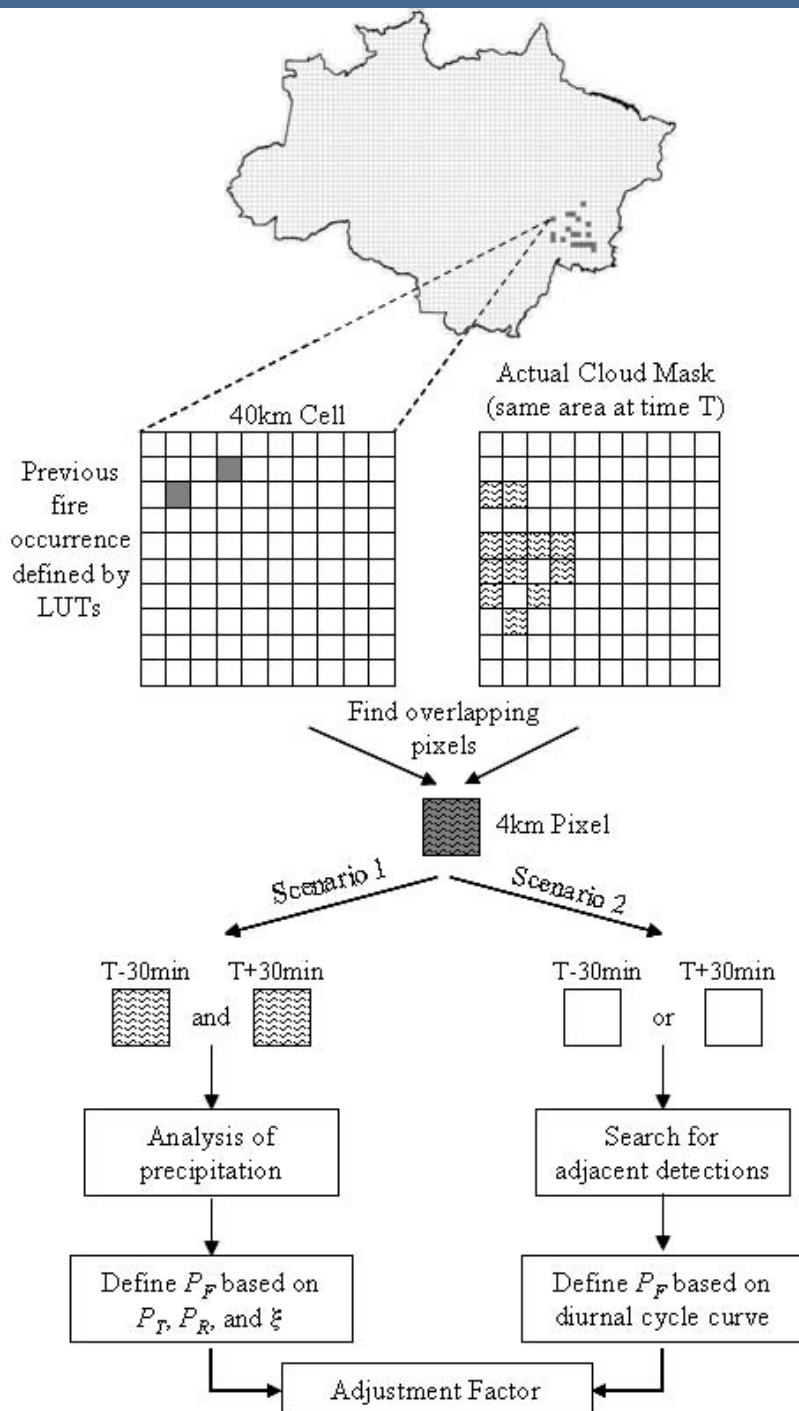 Actual Cloud Mask
(same area at time T)
40km Cell
Previous
fire
occurrence
defined by
LUTs
Find overlapping
pixels
4km Pixel
Scenario 1
Scenario 2
T-30min
T+30min
and
T-30min
T+30min
or
Analysis of
precipitation
Search for
adjacent detections
Define P_F based on
P_T, P_R, and ξ
Define P_F based on
diurnal cycle curve
Adjustment Factor